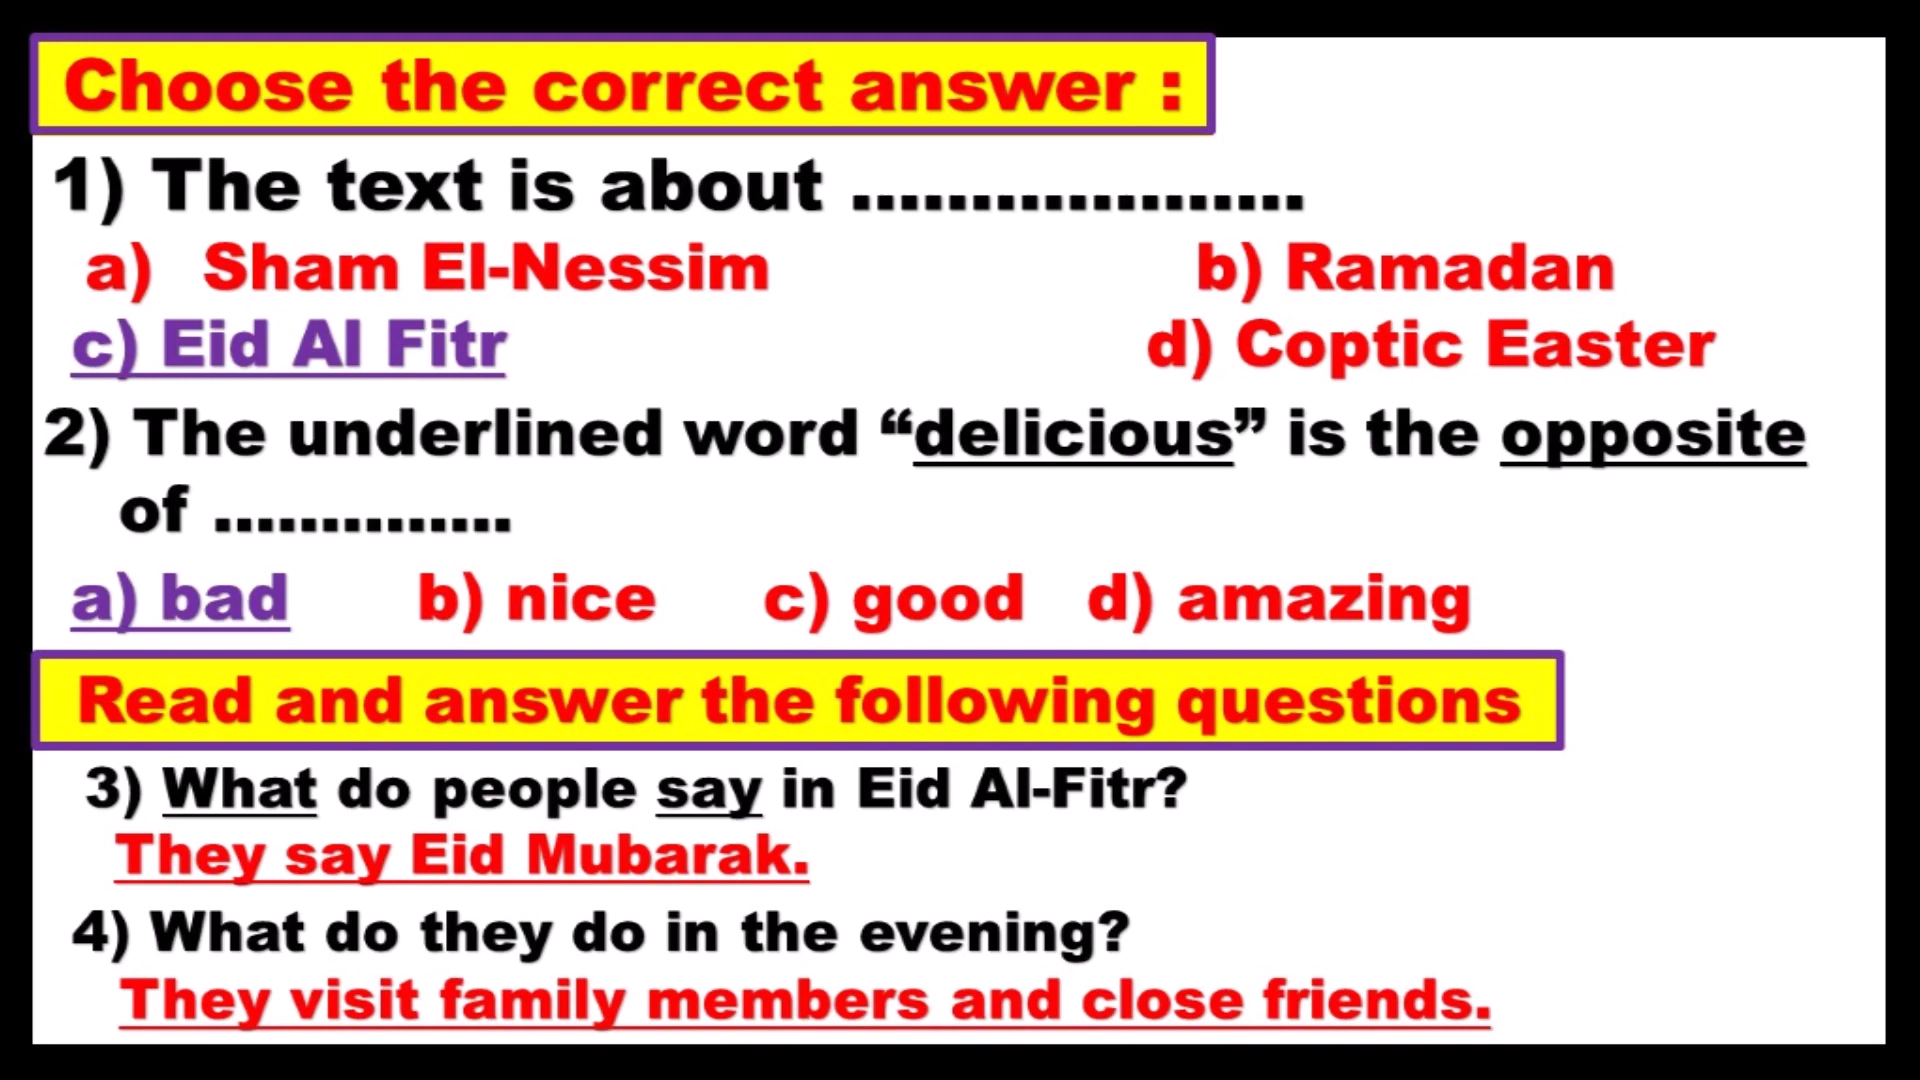 Choose the correct answer :
1) The text is about ...................
a) Sham El-Nessim b) Ramadan
c) Eid Al Fitr d) Coptic Easter
2) The underlined word “delicious” is the opposite
of ..............
a) bad b) nice c) good d) amazing
Read and answer the following questions
3) What do people say in Eid Al-Fitr?
They say Eid Mubarak.
4) What do they do in the evening?
They visit family members and close friends.